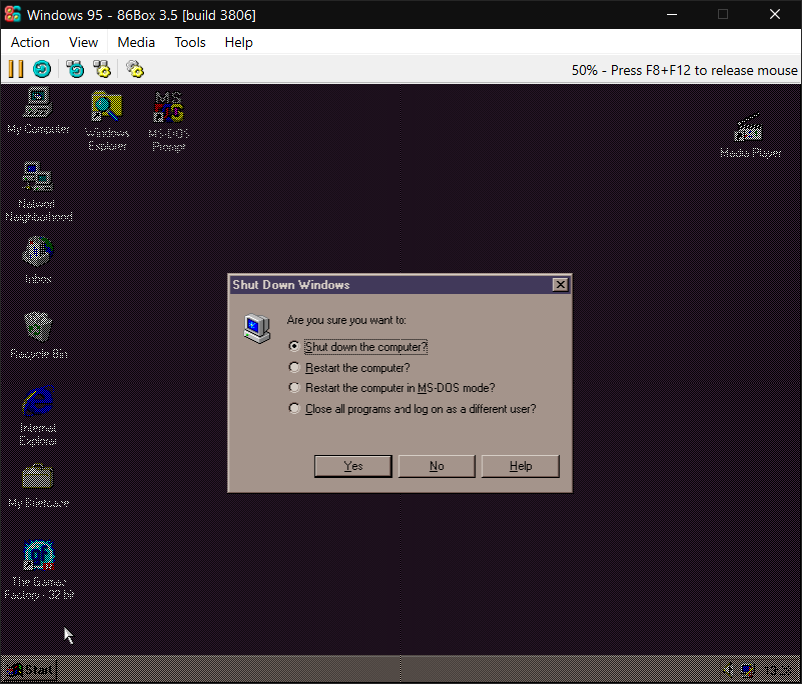 Windows 95 - 86Box 3.5 [build 3806]
Action View Media Tools Help
50% - Press F8+F12 to release mouse
My Computer
Windows
Explorer
MS-DOS
Prompt
Media Player
Network
Neighborhood
Inbox
Recycle Bin
Shut Down Windows
Are you sure you want to:
Shut down the computer?
Restart the computer?
Restart the computer in MS-DOS mode?
Close all programs and log on as a different user?
Yes No Help
Internet
Explorer
My Briefcase
The Games
Factory - 32 bit
Start